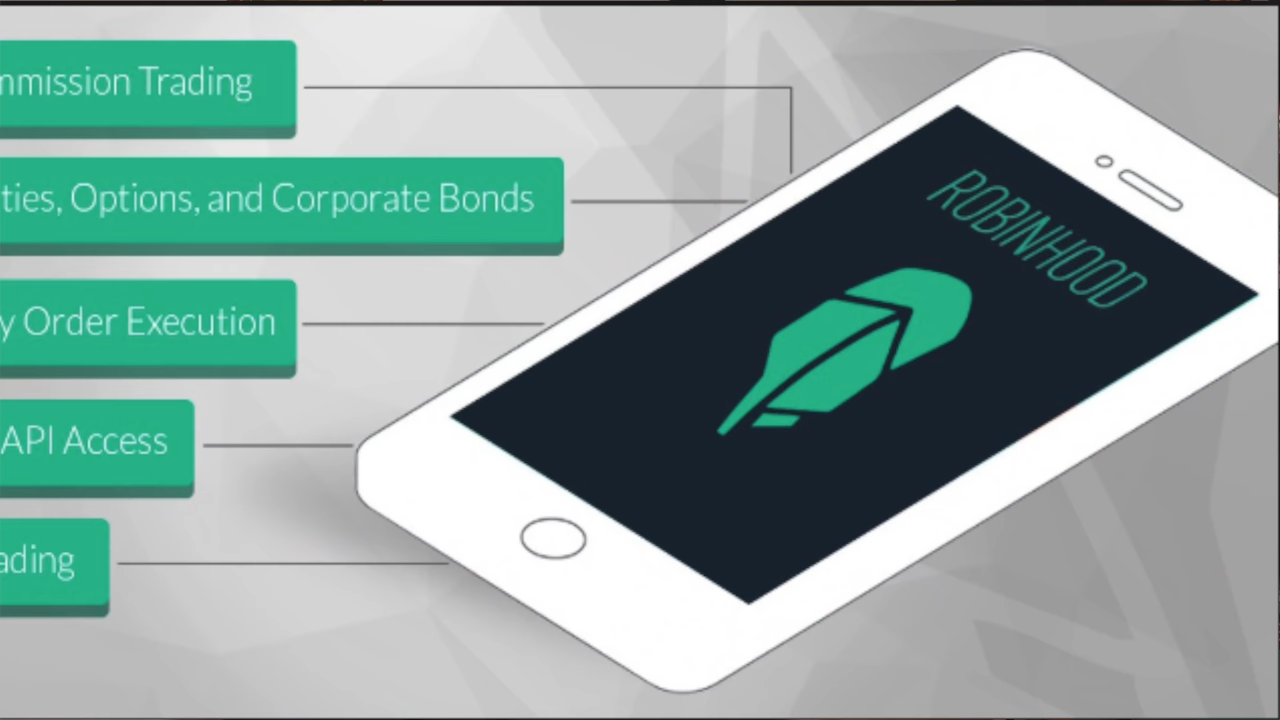 mmission Trading
ties, Options, and Corporate Bonds
y Order Execution
API Access
ading
ROBINHOOD